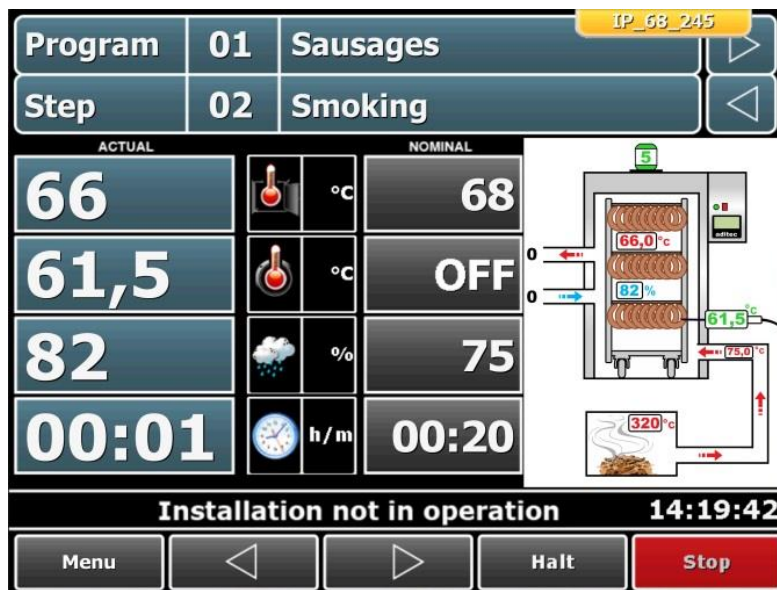 IP_68_245
Program 01 Sausages
Step 02 Smoking
ACTUAL NOMINAL
66 °C 68
61,5 °C OFF
82 % 75
00:01 h/m 00:20
5
aditec
66,0 °C
0
82 %
0
61,5 °C
75,0 °C
320 °C
Installation not in operation 14:19:42
Menu Halt Stop